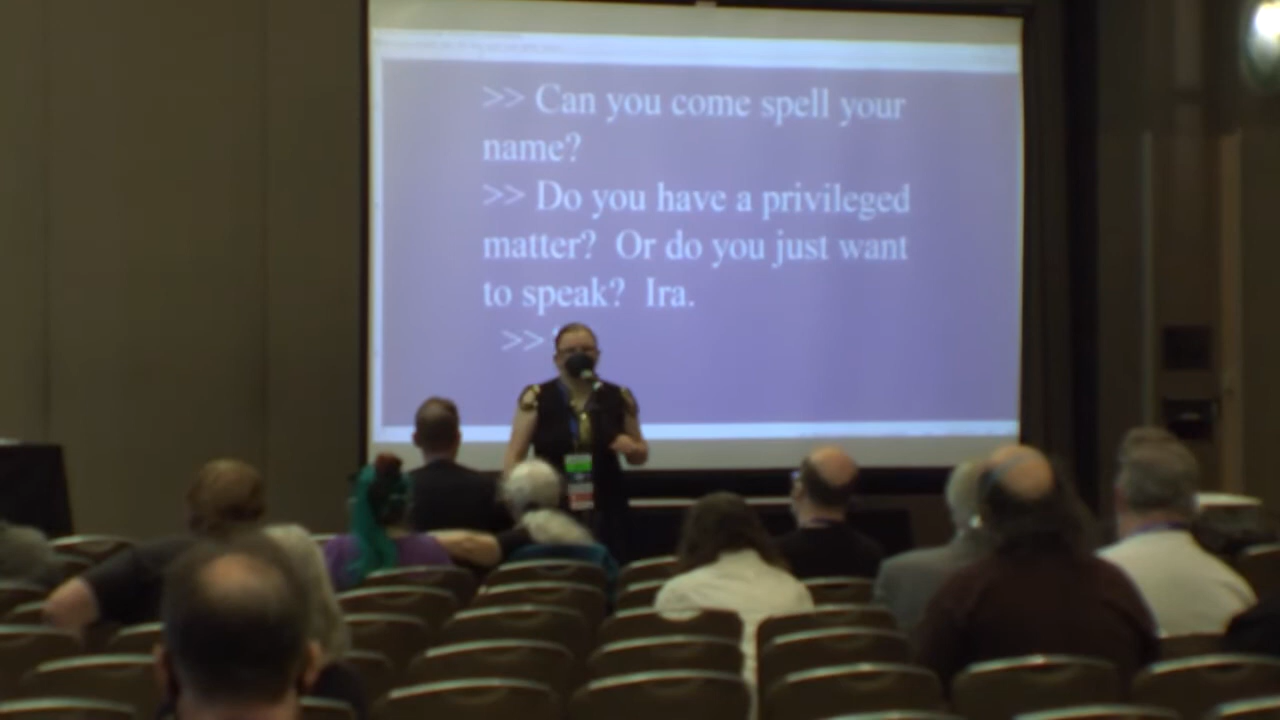 >> Can you come spell your
name?
>> Do you have a privileged
matter?  Or do you just want
to speak?  Ira.
>>